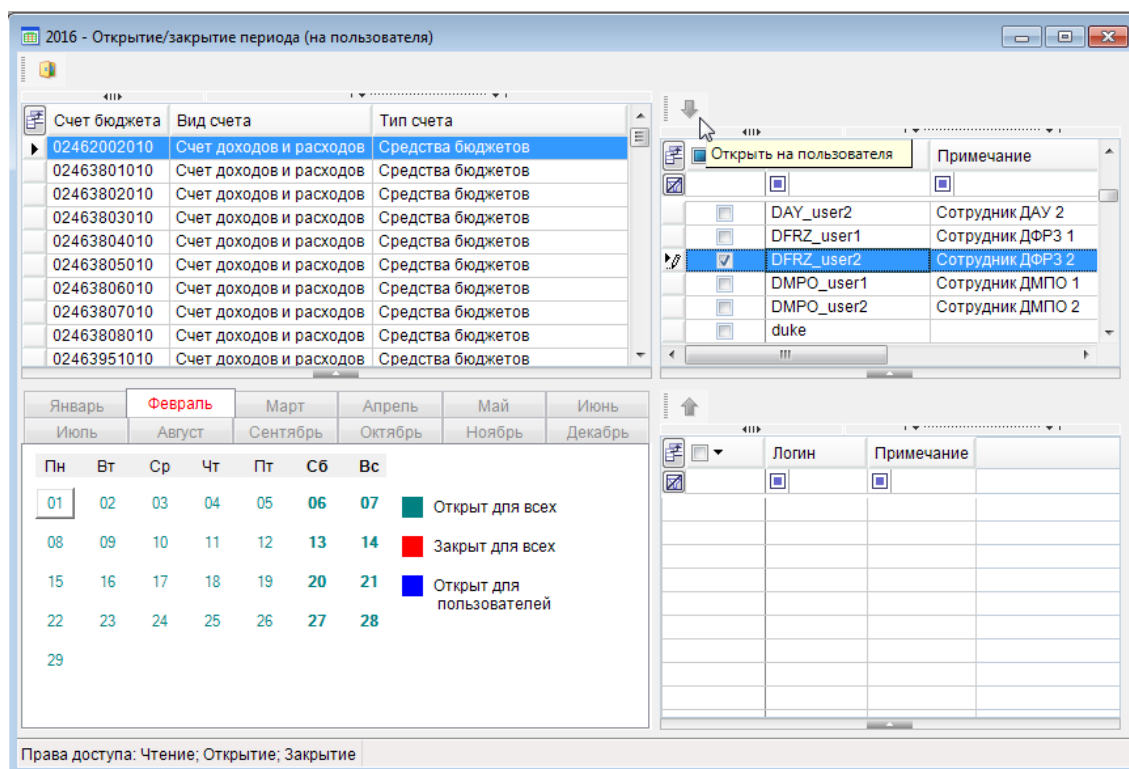 2016 - Открытие/закрытие периода (на пользователя)
Счет бюджета Вид счета Тип счета
02462002010 Счет доходов и расходов Средства бюджетов
02463801010 Счет доходов и расходов Средства бюджетов
02463802010 Счет доходов и расходов Средства бюджетов
02463803010 Счет доходов и расходов Средства бюджетов
02463804010 Счет доходов и расходов Средства бюджетов
02463805010 Счет доходов и расходов Средства бюджетов
02463806010 Счет доходов и расходов Средства бюджетов
02463807010 Счет доходов и расходов Средства бюджетов
02463808010 Счет доходов и расходов Средства бюджетов
02463951010 Счет доходов и расходов Средства бюджетов
Открыть на пользователя Примечание
DAY_user2 Сотрудник ДАУ 2
DFRZ_user1 Сотрудник ДФРЗ 1
DFRZ_user2 Сотрудник ДФРЗ 2
DMPO_user1 Сотрудник ДМПО 1
DMPO_user2 Сотрудник ДМПО 2
duke
Январь Февраль Март Апрель Май Июнь
Июль Август Сентябрь Октябрь Ноябрь Декабрь
Пн Вт Ср Чт Пт Сб Вс
01 02 03 04 05 06 07
08 09 10 11 12 13 14
15 16 17 18 19 20 21
22 23 24 25 26 27 28
29
Открыт для всех
Закрыт для всех
Открыт для
пользователей
Логин Примечание
Права доступа: Чтение; Открытие; Закрытие